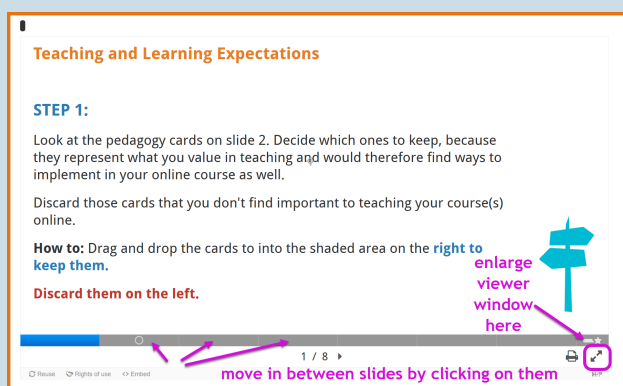 Teaching and Learning Expectations
STEP 1:
Look at the pedagogy cards on slide 2. Decide which ones to keep, because
they represent what you value in teaching and would therefore find ways to
implement in your online course as well.
Discard those cards that you don't find important to teaching your course(s)
online.
How to: Drag and drop the cards to into the shaded area on the right to
keep them.
Discard them on the left.
enlarge
viewer
window
here
1 / 8
Reuse Rights of use <> Embed
move in between slides by clicking on them